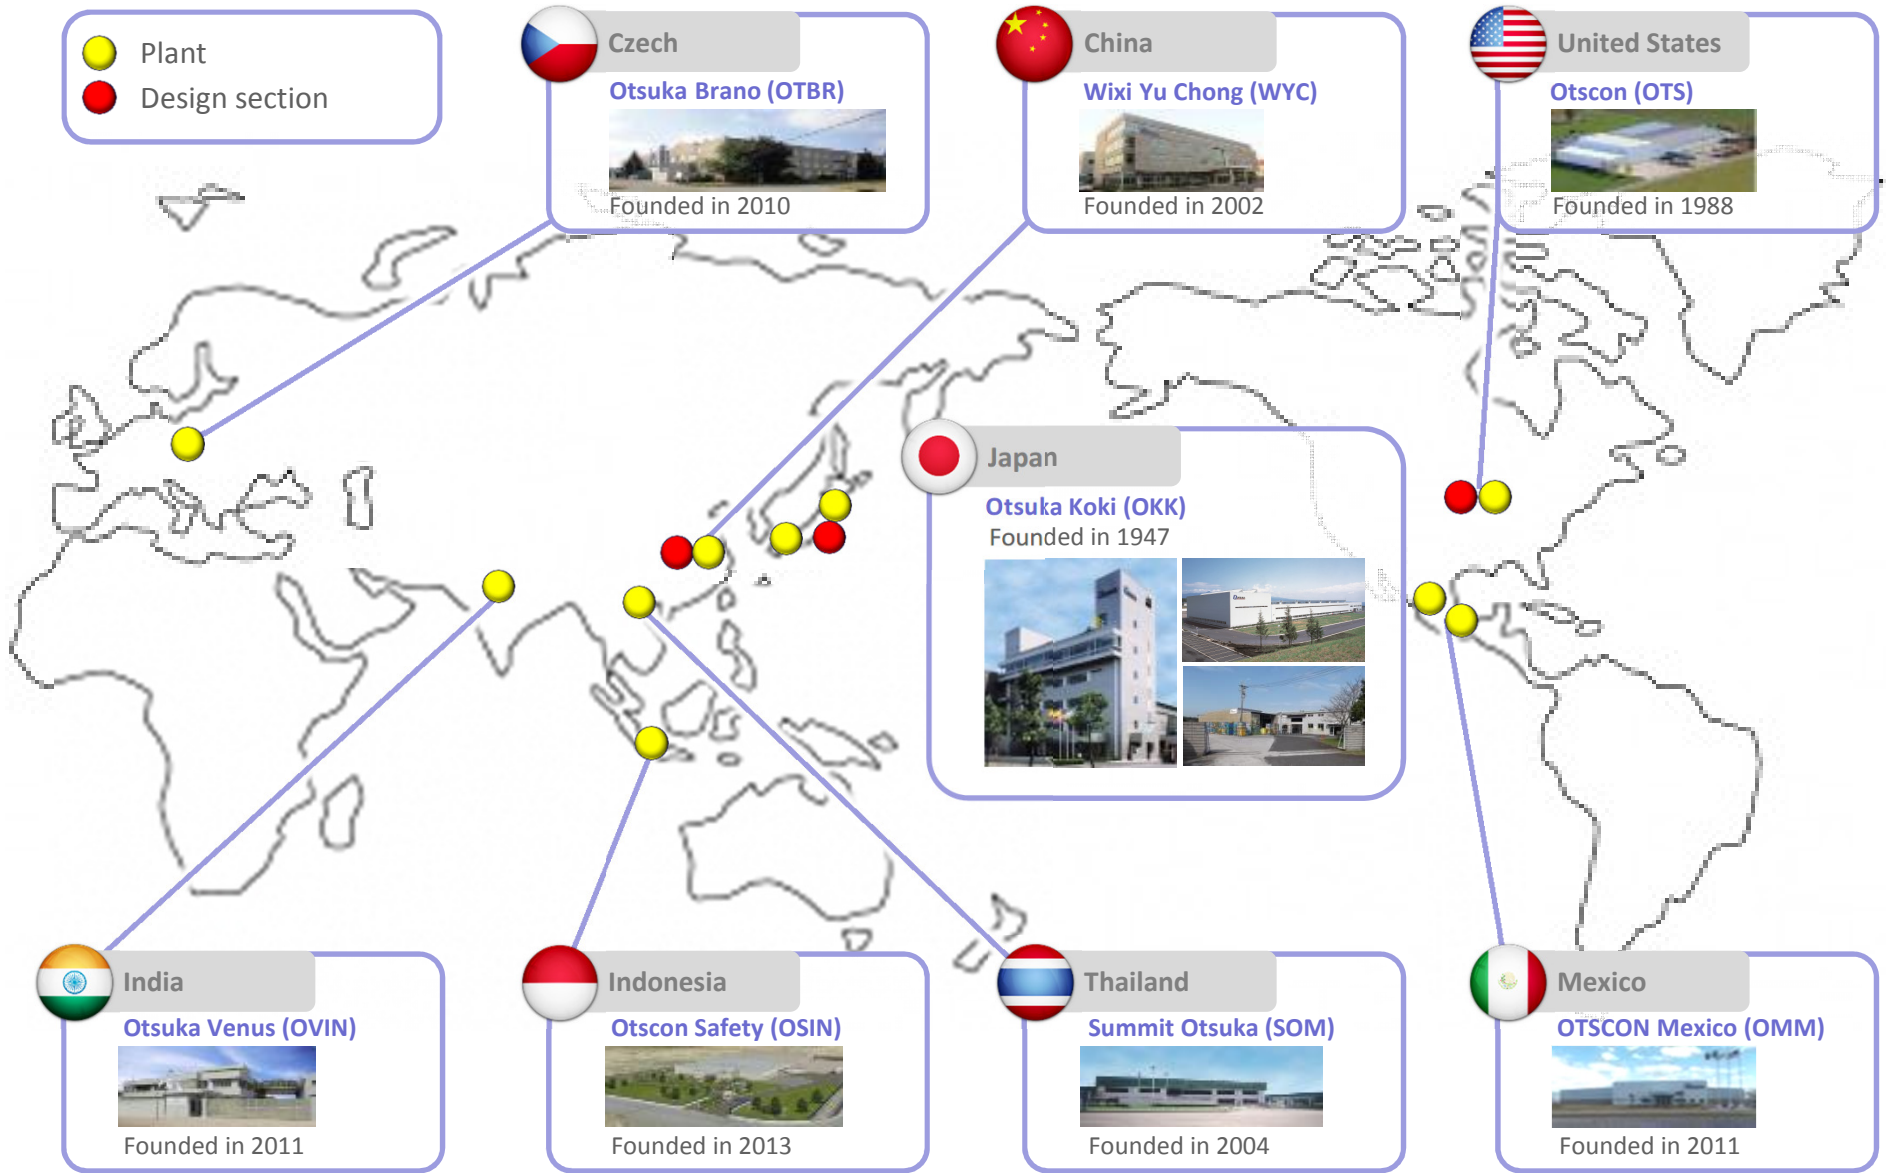 Plant
Design section
Czech
Otsuka Brano (OTBR)
Founded in 2010
China
Wixi Yu Chong (WYC)
Founded in 2002
United States
Otscon (OTS)
Founded in 1988
Japan
Otsuka Koki (OKK)
Founded in 1947
India
Otsuka Venus (OVIN)
Founded in 2011
Indonesia
Otscon Safety (OSIN)
Founded in 2013
Thailand
Summit Otsuka (SOM)
Founded in 2004
Mexico
OTSCON Mexico (OMM)
Founded in 2011